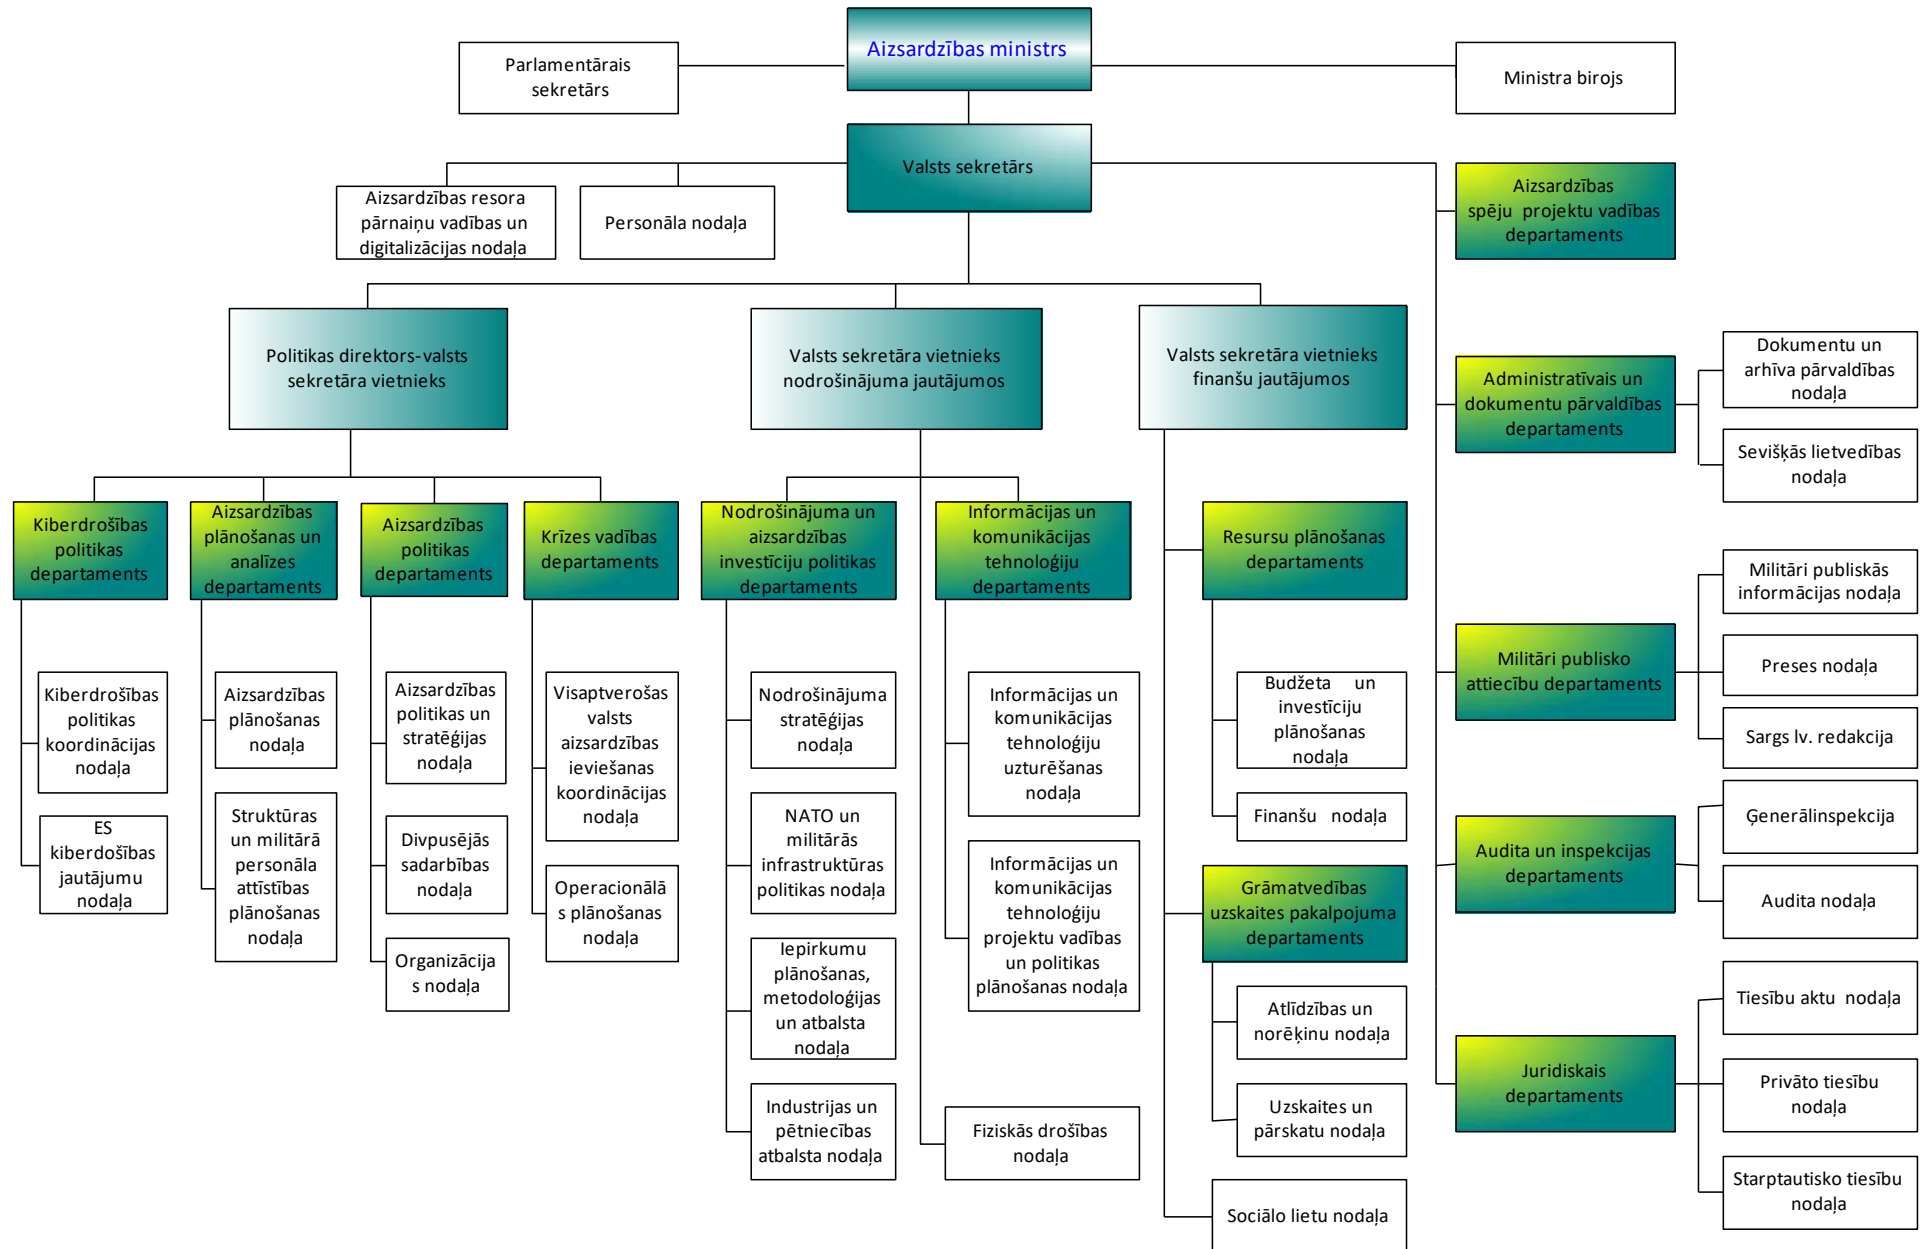 Aizsardzības ministrs
Parlamentārais
sekretārs
Ministra birojs
Valsts sekretārs
Aizsardzības resora
pārnaiņu vadības un
digitalizācijas nodaļa
Personāla nodaļa
Aizsardzības
spēju projektu vadības
departaments
Politikas direktors-valsts
sekretāra vietnieks
Valsts sekretāra vietnieks
nodrošinājuma jautājumos
Valsts sekretāra vietnieks
finanšu jautājumos
Administratīvais un
dokumentu pārvaldības
departaments
Dokumentu un
arhīva pārvaldības
nodaļa
Sevišķās lietvedības
nodaļa
Kiberdrošības
politikas
departaments
Aizsardzības
plānošanas un
analīzes
departaments
Aizsardzības
politikas
departaments
Krīzes vadības
departaments
Nodrošinājuma un
aizsardzības
investīciju politikas
departaments
Informācijas un
komunikācijas
tehnoloģiju
departaments
Resursu plānošanas
departaments
Militāri publisko
attiecību departaments
Militāri publiskās
informācijas nodaļa
Preses nodaļa
Sargs lv. redakcija
Kiberdrošības
politikas
koordinācijas
nodaļa
ES
kiberdošības
jautājumu
nodaļa
Aizsardzības
plānošanas
nodaļa
Struktūras
un militārā
personāla
attīstības
plānošanas
nodaļa
Aizsardzības
politikas un
stratēģijas
nodaļa
Divpusējās
sadarbības
nodaļa
Organizācija
s nodaļa
Visaptverošas
valsts
aizsardzības
ieviešanas
koordinācijas
nodaļa
Operacionālā
s plānošanas
nodaļa
Nodrošinājuma
stratēģijas
nodaļa
NATO un
militārās
infrastruktūras
politikas nodaļa
Iepirkumu
plānošanas,
metodoloģijas
un atbalsta
nodaļa
Industrijas un
pētniecības
atbalsta nodaļa
Informācijas un
komunikācijas
tehnoloģiju
uzturēšanas
nodaļa
Informācijas un
komunikācijas
tehnoloģiju
projektu vadības
un politikas
plānošanas nodaļa
Fiziskās drošības
nodaļa
Budžeta un
investīciju
plānošanas
nodaļa
Finanšu nodaļa
Grāmatvedības
uzskaites pakalpojuma
departaments
Atlīdzības un
norēķinu nodaļa
Uzskaites un
pārskatu nodaļa
Sociālo lietu nodaļa
Audita un inspekcijas
departaments
Ģenerālinspekcija
Audita nodaļa
Juridiskais
departaments
Tiesību aktu nodaļa
Privāto tiesību
nodaļa
Starptautisko tiesību
nodaļa